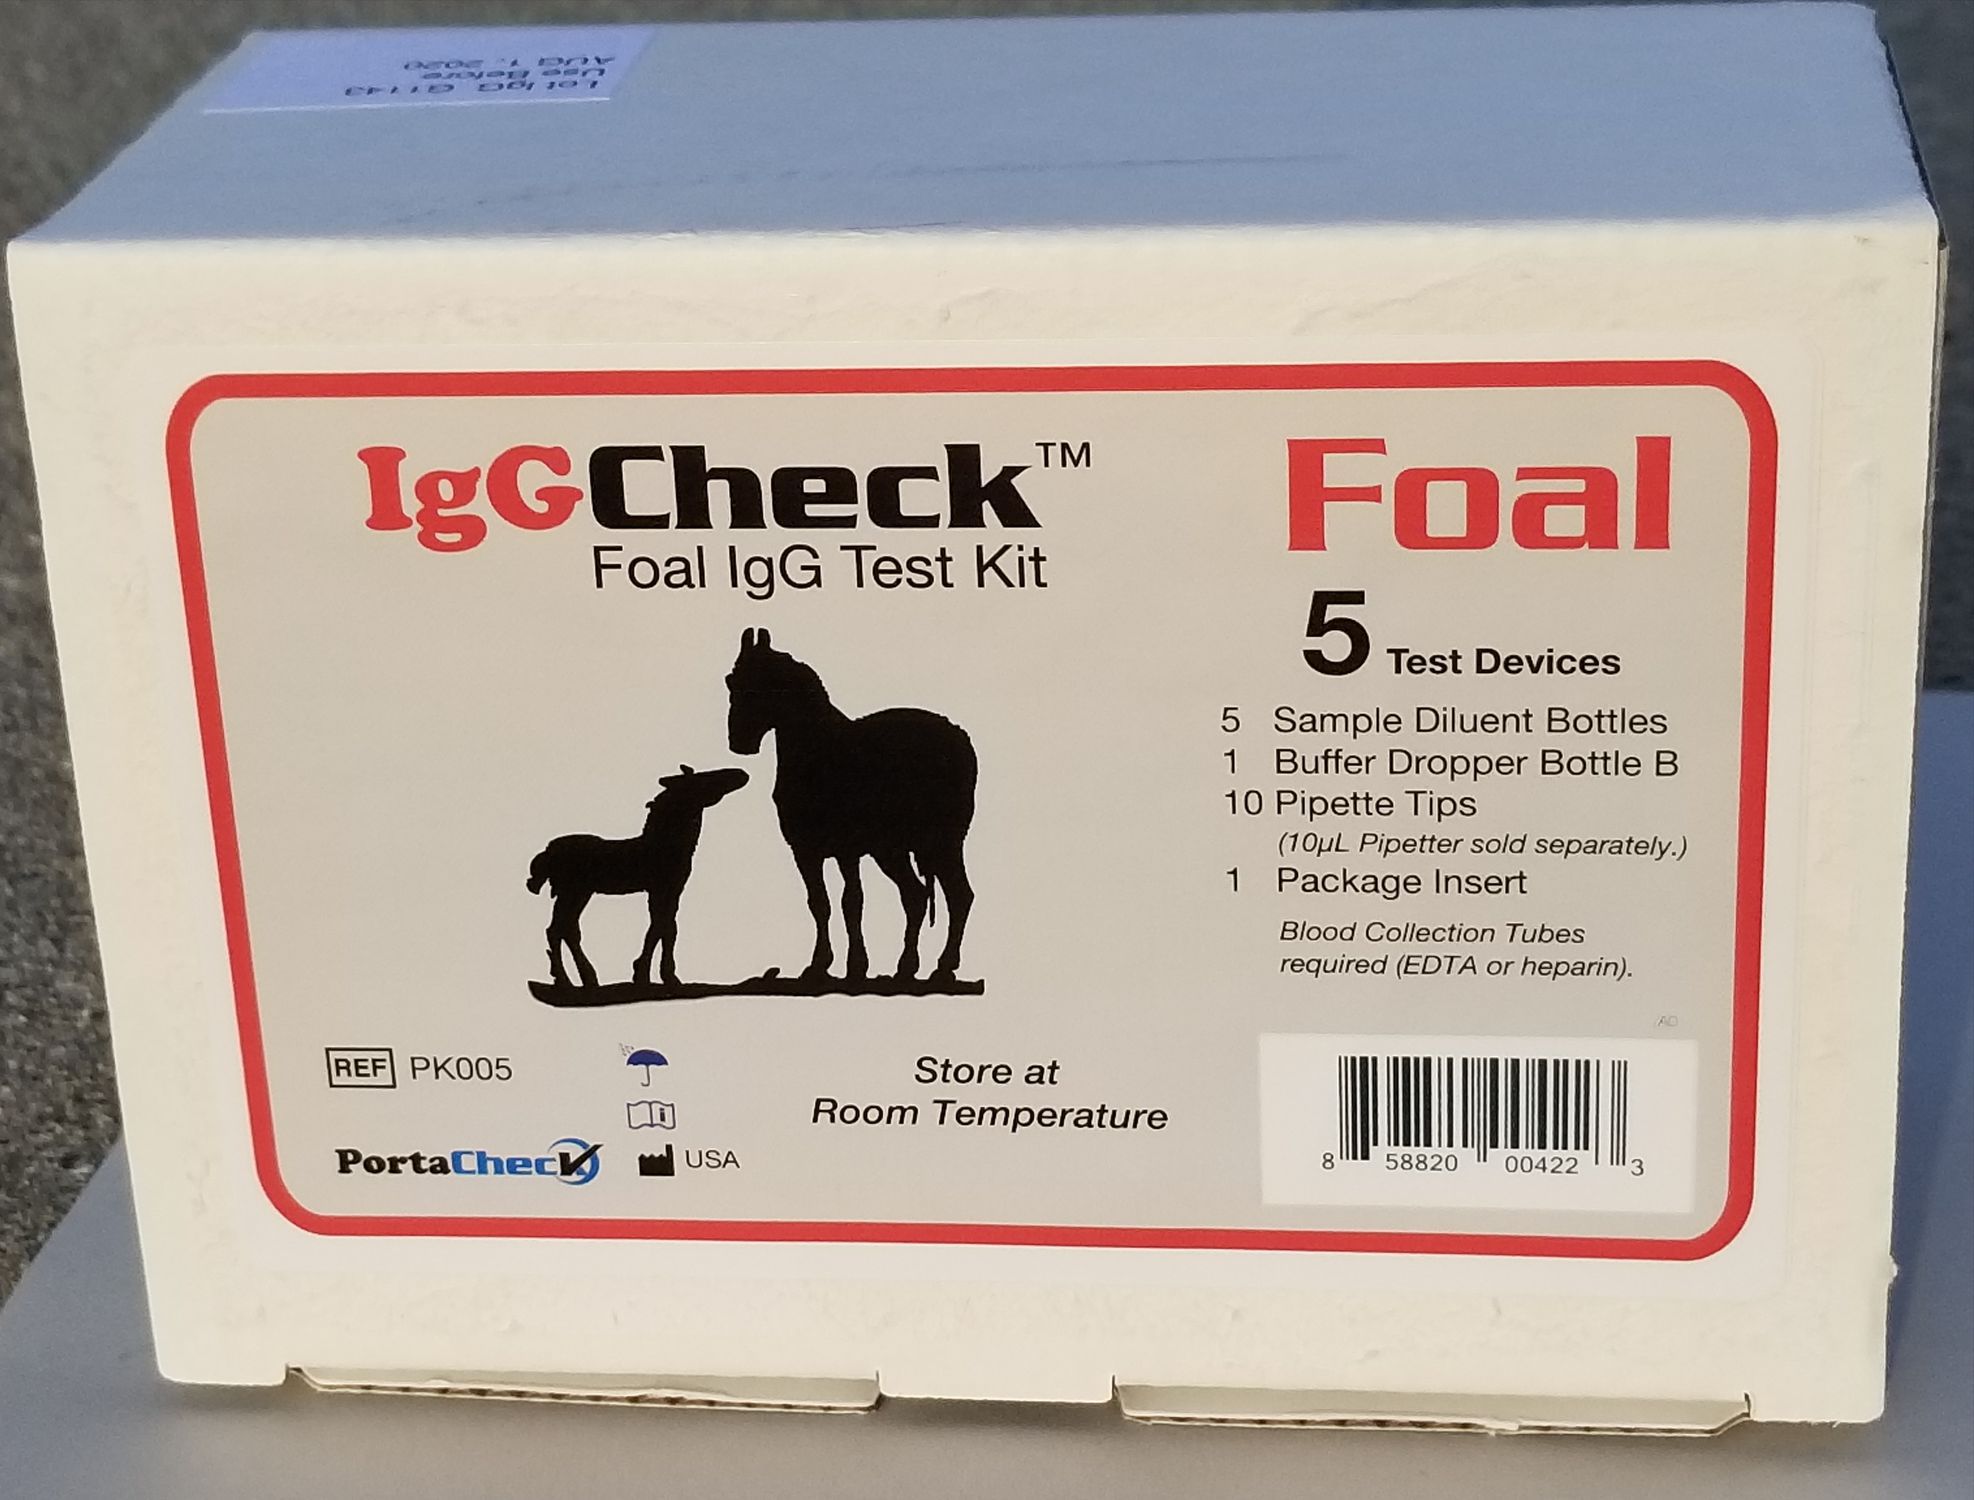 Lot IgG G1143
Use Before
AUG 1, 2020
IgGCheck™
Foal IgG Test Kit
Foal
5 Test Devices
5 Sample Diluent Bottles
1 Buffer Dropper Bottle B
10 Pipette Tips
(10µL Pipetter sold separately.)
1 Package Insert
Blood Collection Tubes
required (EDTA or heparin).
AD
REF PK005
Store at
Room Temperature
PortaCheck
USA
8 58820 00422 3